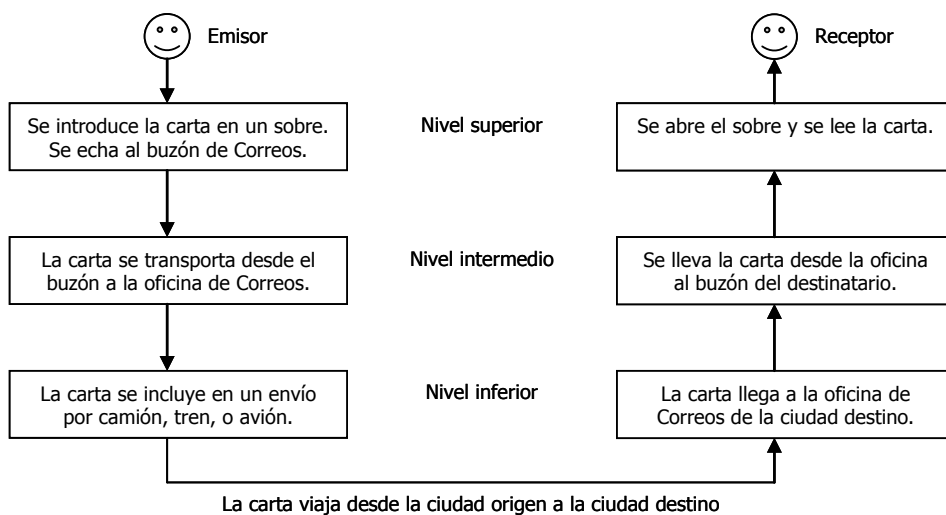 Emisor
Receptor
Se introduce la carta en un sobre.
Se echa al buzón de Correos.
Nivel superior
Se abre el sobre y se lee la carta.
La carta se transporta desde el
buzón a la oficina de Correos.
Nivel intermedio
Se lleva la carta desde la oficina
al buzón del destinatario.
La carta se incluye en un envío
por camión, tren, o avión.
Nivel inferior
La carta llega a la oficina de
Correos de la ciudad destino.
La carta viaja desde la ciudad origen a la ciudad destino